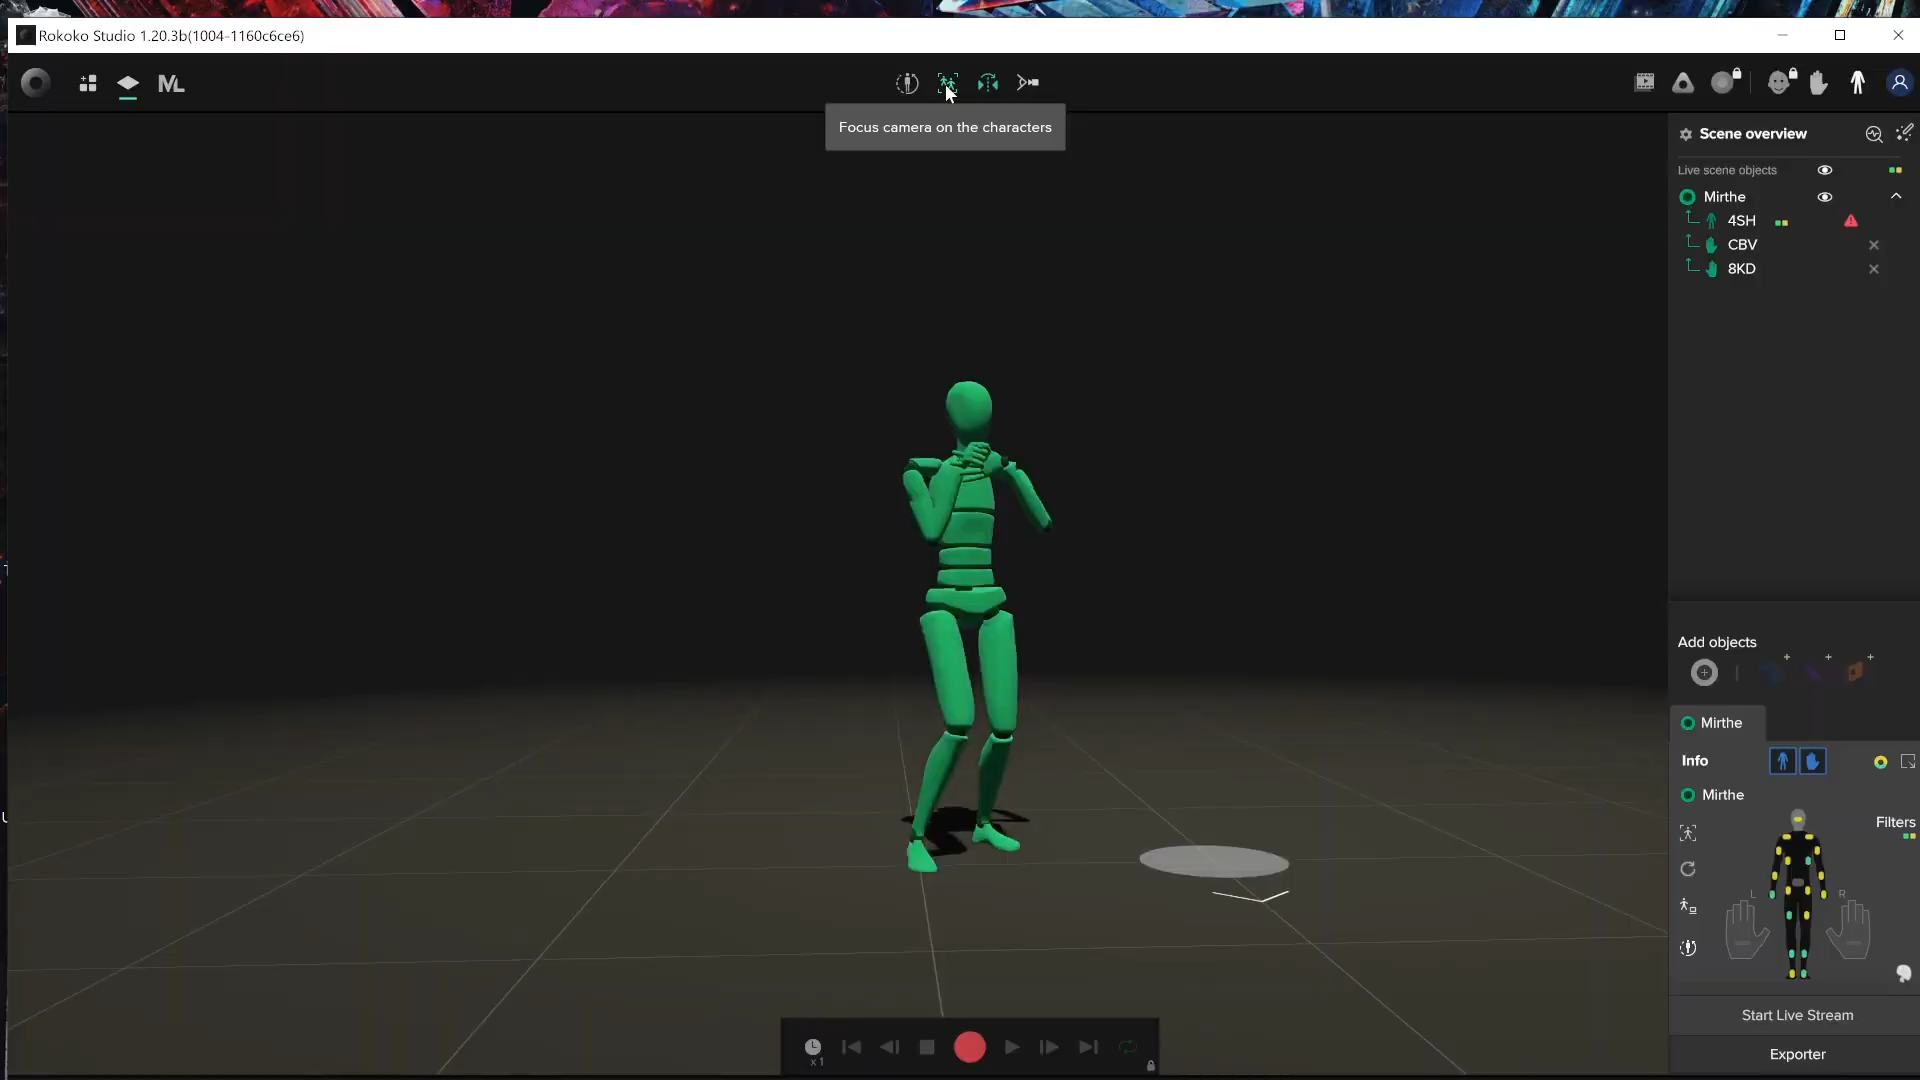 Rokoko Studio 1.20.3b(1004-1160c6ce6)
ML
Focus camera on the characters
Scene overview
Live scene objects
Mirthe
4SH
CBV
8KD
Add objects
Mirthe
Info
Mirthe
Filters
L
R
Start Live Stream
x1
Exporter